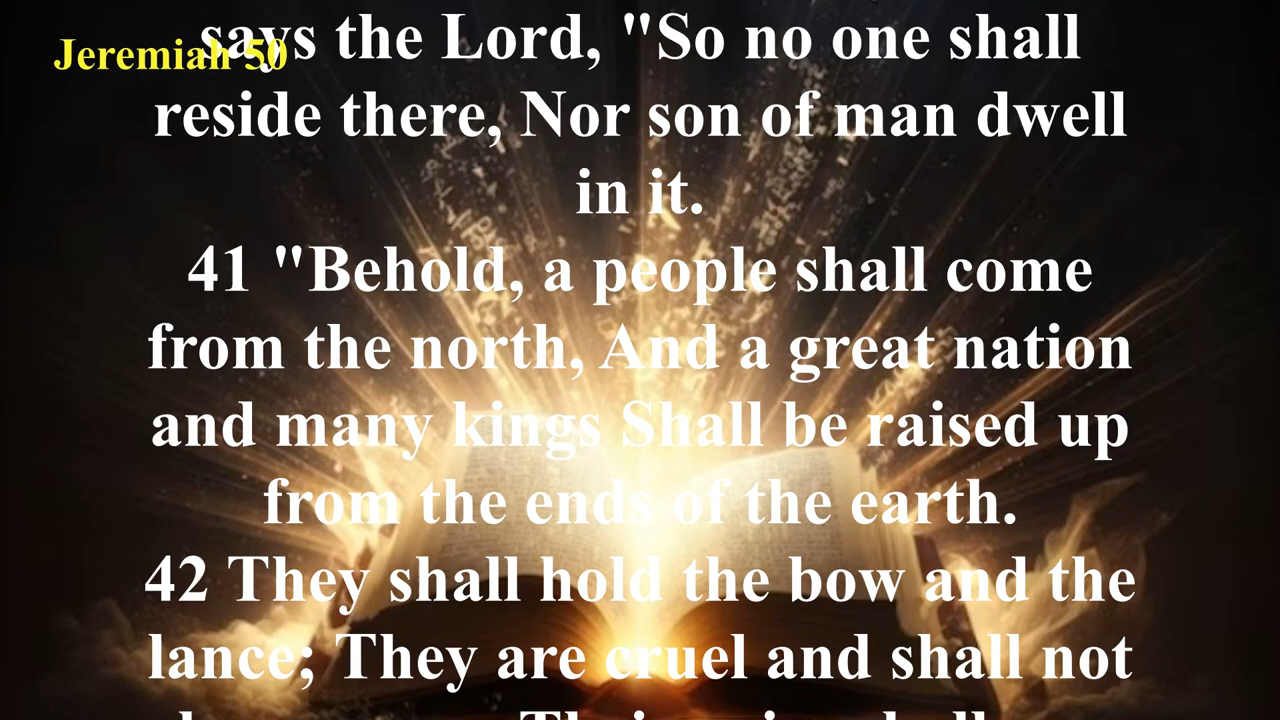 Jeremiah 50
says the Lord, "So no one shall
reside there, Nor son of man dwell
in it.
41 "Behold, a people shall come
from the north, And a great nation
and many kings Shall be raised up
from the ends of the earth.
42 They shall hold the bow and the
lance; They are cruel and shall not